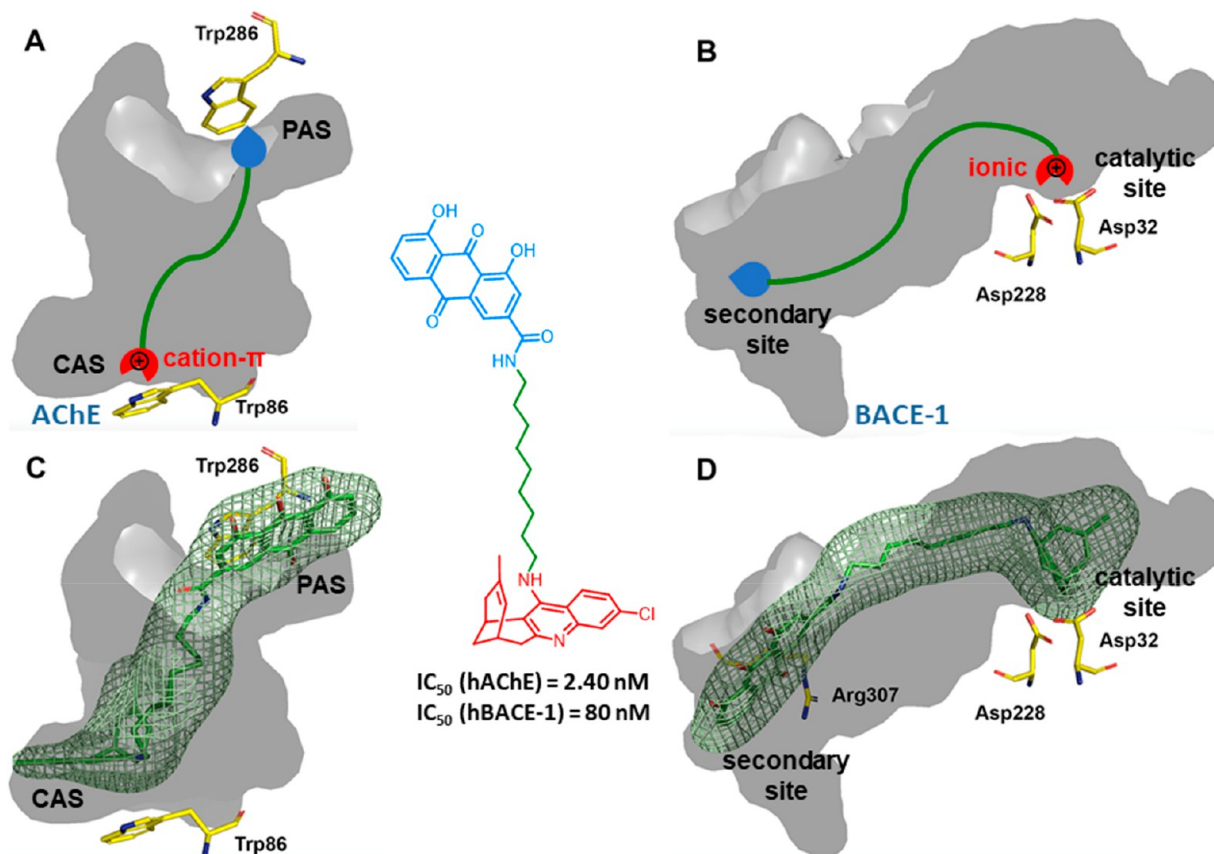 A
Trp286
PAS
CAS
cation-π
Trp86
AChE
B
ionic
catalytic
site
Asp32
Asp228
secondary
site
BACE-1
OH
O
OH
O
O
NH
NH
Cl
N
IC₅₀ (hAChE) = 2.40 nM
IC₅₀ (hBACE-1) = 80 nM
C
Trp286
PAS
CAS
Trp86
D
catalytic
site
Asp32
Arg307
Asp228
secondary
site